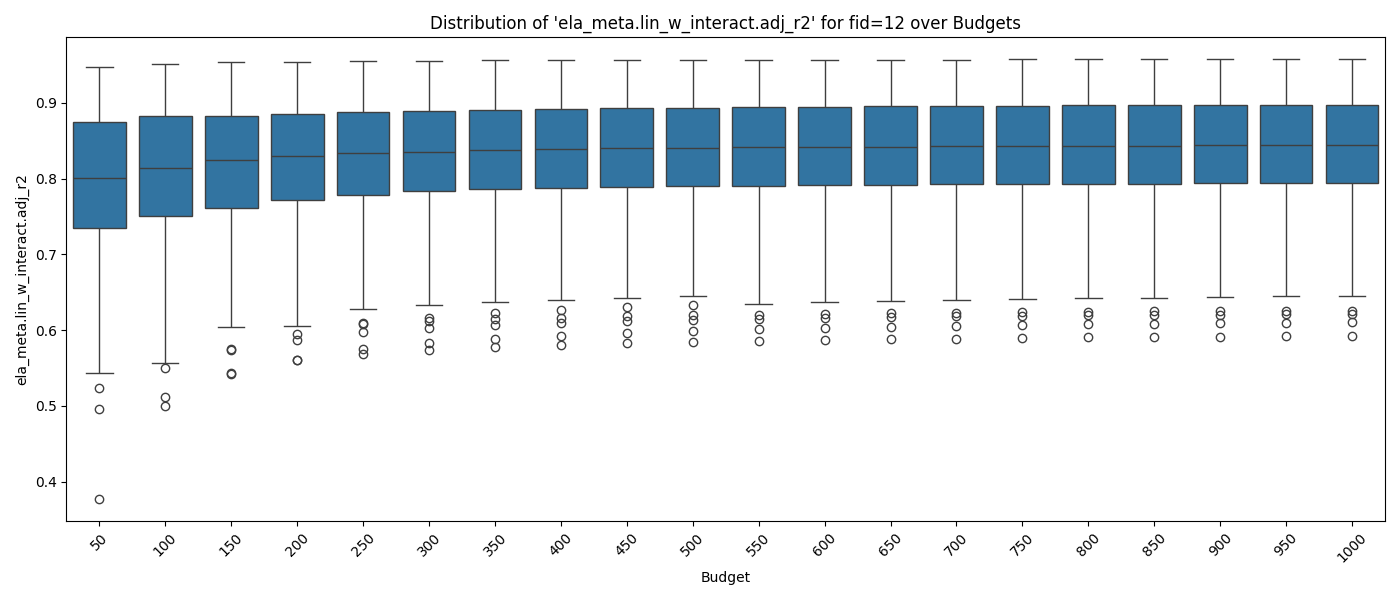 Distribution of 'ela_meta.lin_w_interact.adj_r2' for fid=12 over Budgets
ela_meta.lin_w_interact.adj_r2
0.9
0.8
0.7
0.6
0.5
0.4
50 100 150 200 250 300 350 400 450 500 550 600 650 700 750 800 850 900 950 1000
Budget